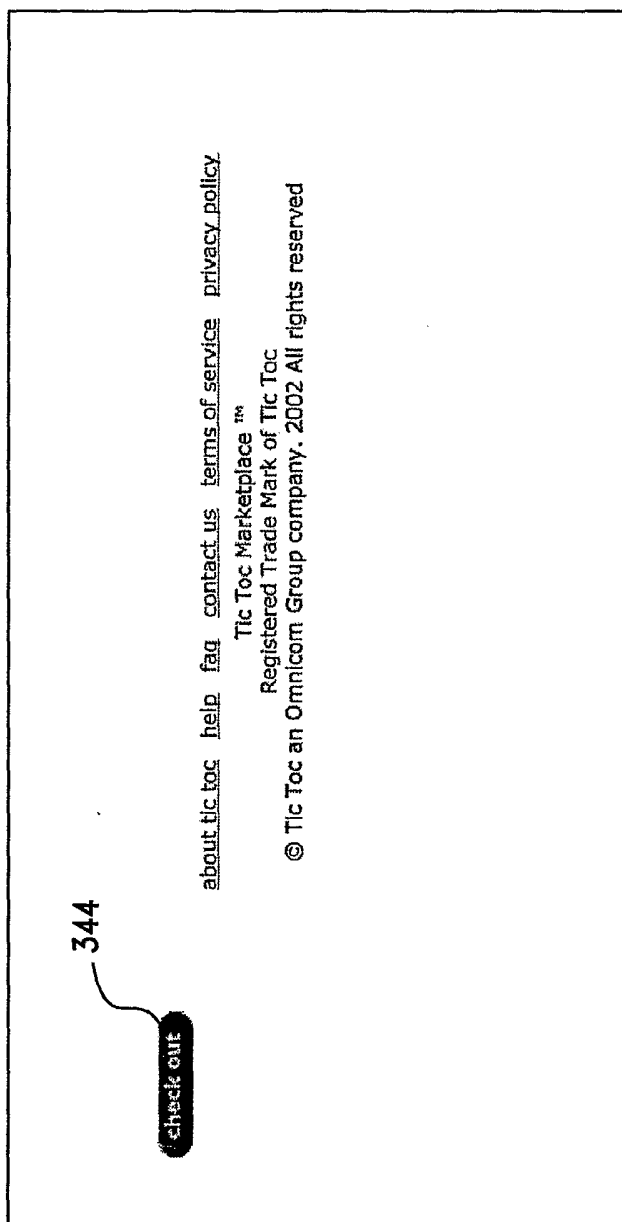 344
check out
about tic toc help faq contact us terms of service privacy policy
Tic Toc Marketplace ™
Registered Trade Mark of Tic Toc
© Tic Toc an Omnicom Group company. 2002 All rights reserved